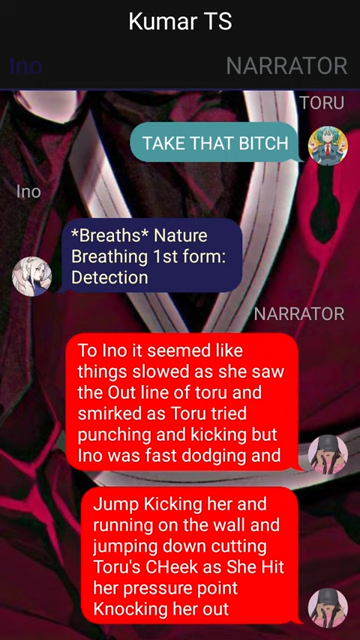 Kumar TS
Ino
NARRATOR
TORU
TAKE THAT BITCH
Ino
*Breaths* Nature
Breathing 1st form:
Detection
NARRATOR
To Ino it seemed like
things slowed as she saw
the Out line of toru and
smirked as Toru tried
punching and kicking but
Ino was fast dodging and
Jump Kicking her and
running on the wall and
jumping down cutting
Toru's CHeek as She Hit
her pressure point
Knocking her out